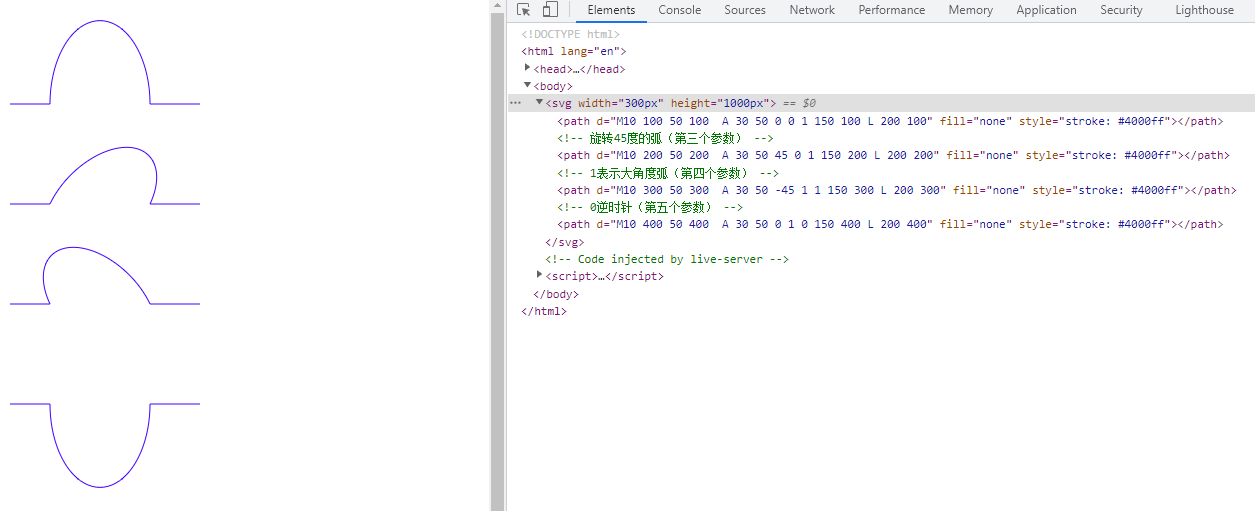 Elements Console Sources Network Performance Memory Application Security Lighthouse
<!DOCTYPE html>
<html lang="en">
<head>…</head>
<body>
<svg width="300px" height="1000px"> == $0
<path d="M10 100 50 100  A 30 50 0 0 1 150 100 L 200 100" fill="none" style="stroke: #4000ff"></path>
<!-- 旋转45度的弧（第三个参数） -->
<path d="M10 200 50 200  A 30 50 45 0 1 150 200 L 200 200" fill="none" style="stroke: #4000ff"></path>
<!-- 1表示大角度弧（第四个参数） -->
<path d="M10 300 50 300  A 30 50 -45 1 1 150 300 L 200 300" fill="none" style="stroke: #4000ff"></path>
<!-- 0逆时针（第五个参数） -->
<path d="M10 400 50 400  A 30 50 0 1 0 150 400 L 200 400" fill="none" style="stroke: #4000ff"></path>
</svg>
<!-- Code injected by live-server -->
<script>…</script>
</body>
</html>